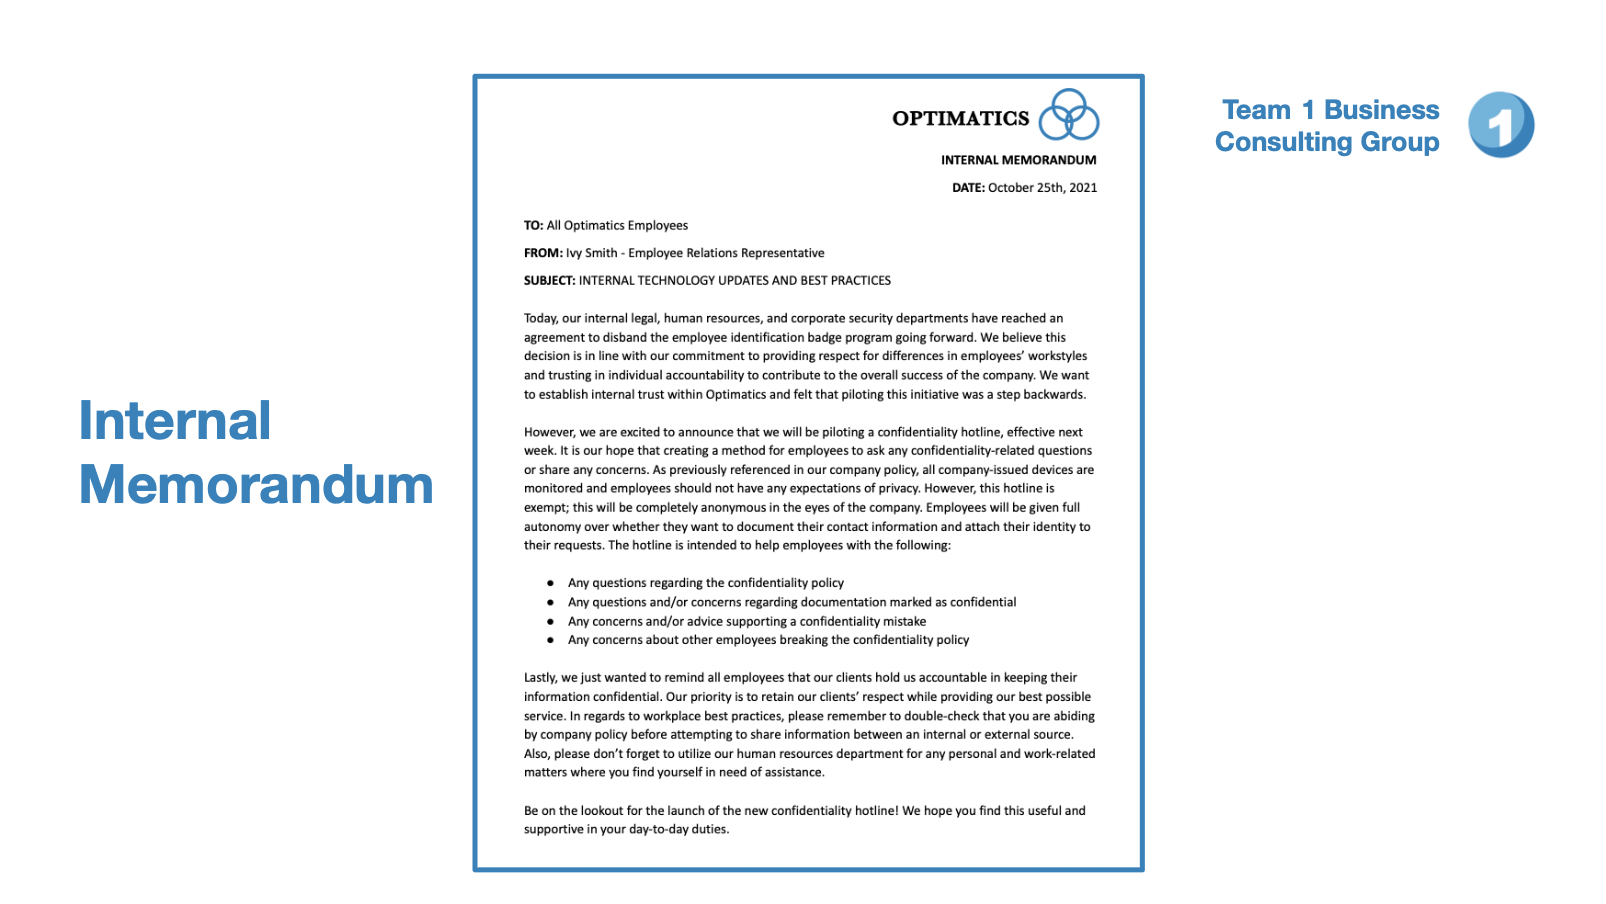 Team 1 Business
Consulting Group
1
Internal
Memorandum
OPTIMATICS
INTERNAL MEMORANDUM
DATE: October 25th, 2021
TO: All Optimatics Employees
FROM: Ivy Smith - Employee Relations Representative
SUBJECT: INTERNAL TECHNOLOGY UPDATES AND BEST PRACTICES
Today, our internal legal, human resources, and corporate security departments have reached an
agreement to disband the employee identification badge program going forward. We believe this
decision is in line with our commitment to providing respect for differences in employees’ workstyles
and trusting in individual accountability to contribute to the overall success of the company. We want
to establish internal trust within Optimatics and felt that piloting this initiative was a step backwards.
However, we are excited to announce that we will be piloting a confidentiality hotline, effective next
week. It is our hope that creating a method for employees to ask any confidentiality-related questions
or share any concerns. As previously referenced in our company policy, all company-issued devices are
monitored and employees should not have any expectations of privacy. However, this hotline is
exempt; this will be completely anonymous in the eyes of the company. Employees will be given full
autonomy over whether they want to document their contact information and attach their identity to
their requests. The hotline is intended to help employees with the following:
● Any questions regarding the confidentiality policy
● Any questions and/or concerns regarding documentation marked as confidential
● Any concerns and/or advice supporting a confidentiality mistake
● Any concerns about other employees breaking the confidentiality policy
Lastly, we just wanted to remind all employees that our clients hold us accountable in keeping their
information confidential. Our priority is to retain our clients’ respect while providing our best possible
service. In regards to workplace best practices, please remember to double-check that you are abiding
by company policy before attempting to share information between an internal or external source.
Also, please don’t forget to utilize our human resources department for any personal and work-related
matters where you find yourself in need of assistance.
Be on the lookout for the launch of the new confidentiality hotline! We hope you find this useful and
supportive in your day-to-day duties.